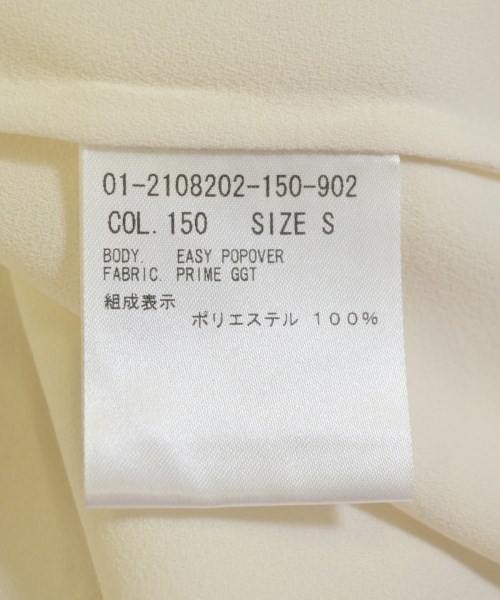 01-2108202-150-902
COL. 150 SIZE S
BODY. EASY POPOVER
FABRIC. PRIME GGT
組成表示
ポリエステル １００％